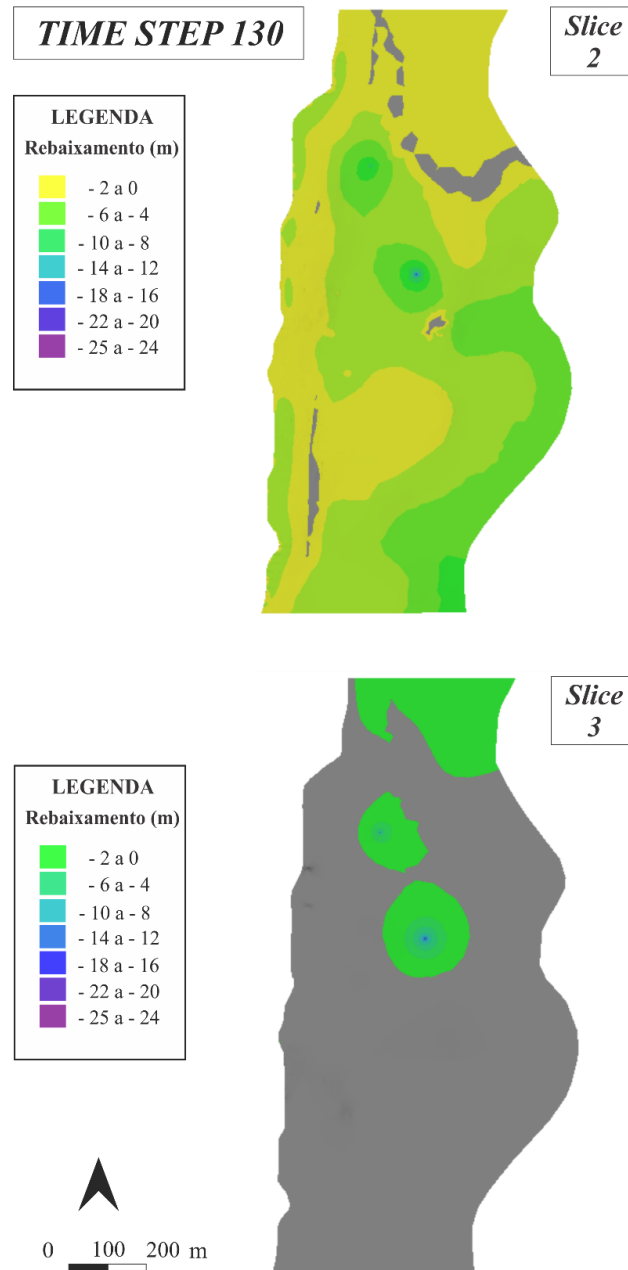 TIME STEP 130
Slice
2
LEGENDA
Rebaixamento (m)
- 2 a 0
- 6 a - 4
- 10 a - 8
- 14 a - 12
- 18 a - 16
- 22 a - 20
- 25 a - 24
Slice
3
LEGENDA
Rebaixamento (m)
- 2 a 0
- 6 a - 4
- 10 a - 8
- 14 a - 12
- 18 a - 16
- 22 a - 20
- 25 a - 24
0 100 200 m